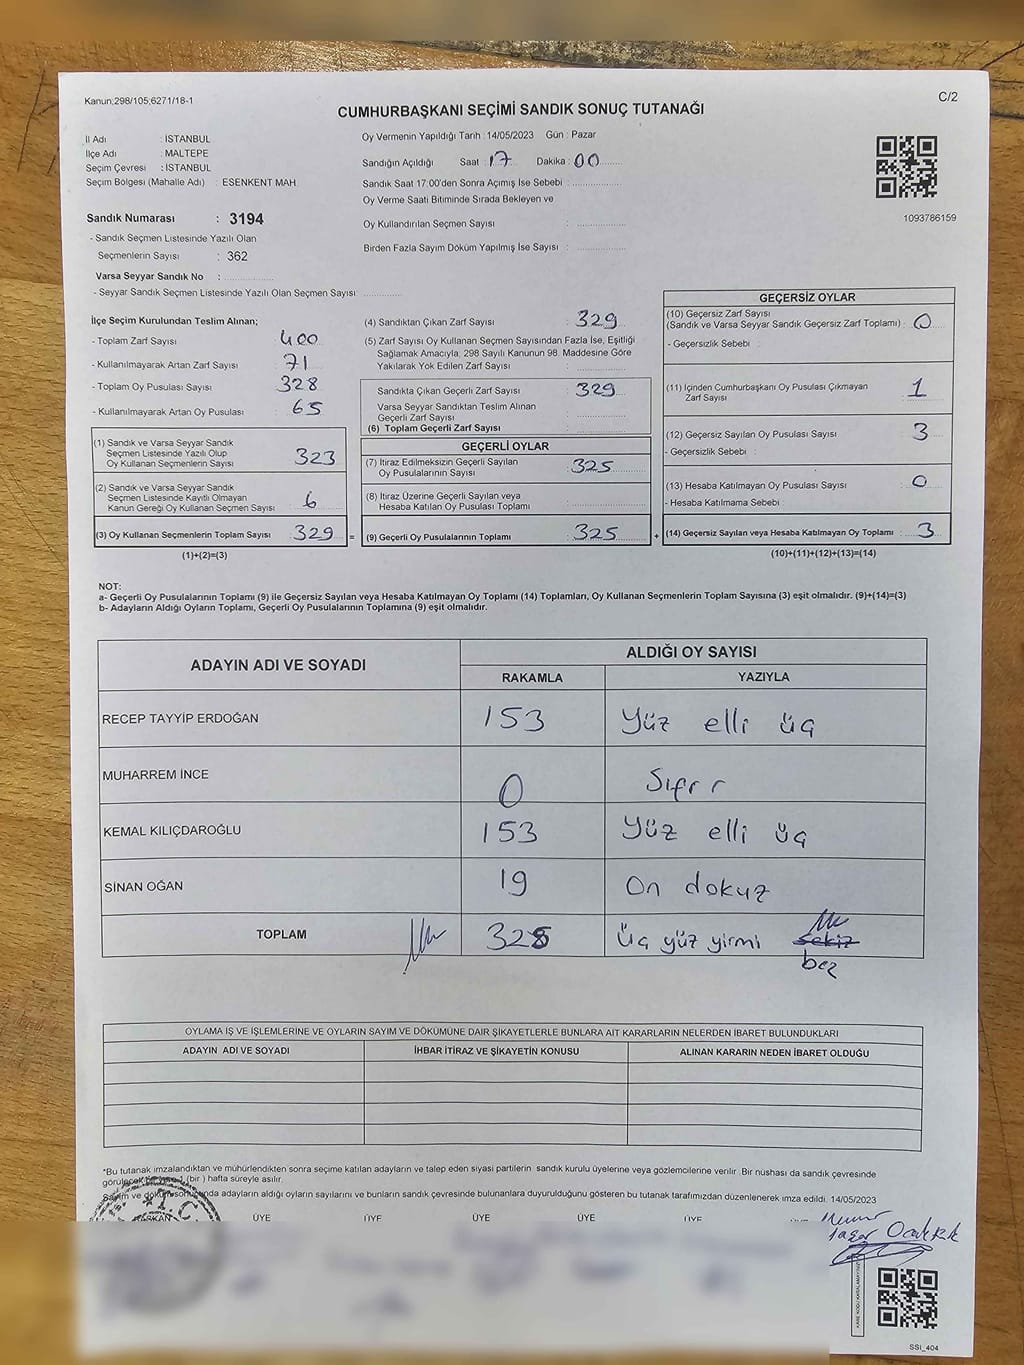 Kanun;298/105;6271/18-1
C/2
CUMHURBAŞKANI SEÇİMİ SANDIK SONUÇ TUTANAĞI
İl Adı : İSTANBUL
İlçe Adı : MALTEPE
Seçim Çevresi : İSTANBUL
Seçim Bölgesi (Mahalle Adı) : ESENKENT MAH.
Sandık Numarası : 3194
- Sandık Seçmen Listesinde Yazılı Olan
Seçmenlerin Sayısı : 362
Varsa Seyyar Sandık No :
- Seyyar Sandık Seçmen Listesinde Yazılı Olan Seçmen Sayısı:
Oy Vermenin Yapıldığı Tarih : 14/05/2023 Gün : Pazar
Sandığın Açıldığı Saat : 17 Dakika : 00
Sandık Saat 17:00'den Sonra Açımış İse Sebebi :
Oy Verme Saati Bitiminde Sırada Bekleyen ve
Oy Kullandırılan Seçmen Sayısı :
Birden Fazla Sayım Döküm Yapılmış İse Sayısı :
1093786159
İlçe Seçim Kurulundan Teslim Alınan;
- Toplam Zarf Sayısı : 400
- Kullanılmayarak Artan Zarf Sayısı : 71
- Toplam Oy Pusulası Sayısı : 328
- Kullanılmayarak Artan Oy Pusulası : 65
(1) Sandık ve Varsa Seyyar Sandık
Seçmen Listesinde Yazılı Olup
Oy Kullanan Seçmenlerin Sayısı : 323
(2) Sandık ve Varsa Seyyar Sandık
Seçmen Listesinde Kayıtlı Olmayan
Kanun Gereği Oy Kullanan Seçmen Sayısı : 6
(3) Oy Kullanan Seçmenlerin Toplam Sayısı : 329 =
(1)+(2)=(3)
(4) Sandıktan Çıkan Zarf Sayısı : 329
(5) Zarf Sayısı Oy Kullanan Seçmen Sayısından Fazla İse, Eşitliği
Sağlamak Amacıyla; 298 Sayılı Kanunun 98. Maddesine Göre
Yakılarak Yok Edilen Zarf Sayısı :
Sandıkta Çıkan Geçerli Zarf Sayısı : 329
Varsa Seyyar Sandıktan Teslim Alınan
Geçerli Zarf Sayısı :
(6) Toplam Geçerli Zarf Sayısı :
GEÇERLİ OYLAR
(7) İtiraz Edilmeksizin Geçerli Sayılan
Oy Pusulalarının Sayısı : 325
(8) İtiraz Üzerine Geçerli Sayılan veya
Hesaba Katılan Oy Pusulası Toplamı :
(9) Geçerli Oy Pusulalarının Toplamı : 325 +
GEÇERSİZ OYLAR
(10) Geçersiz Zarf Sayısı
(Sandık ve Varsa Seyyar Sandık Geçersiz Zarf Toplamı) : 0
- Geçersizlik Sebebi :
(11) İçinden Cumhurbaşkanı Oy Pusulası Çıkmayan
Zarf Sayısı : 1
(12) Geçersiz Sayılan Oy Pusulası Sayısı : 3
- Geçersizlik Sebebi :
(13) Hesaba Katılmayan Oy Pusulası Sayısı : 0
- Hesaba Katılmama Sebebi :
(14) Geçersiz Sayılan veya Hesaba Katılmayan Oy Toplamı : 3
(10)+(11)+(12)+(13)=(14)
NOT:
a- Geçerli Oy Pusulalarının Toplamı (9) ile Geçersiz Sayılan veya Hesaba Katılmayan Oy Toplamı (14) Toplamları, Oy Kullanan Seçmenlerin Toplam Sayısına (3) eşit olmalıdır. (9)+(14)=(3)
b- Adayların Aldığı Oyların Toplamı, Geçerli Oy Pusulalarının Toplamına (9) eşit olmalıdır.
ADAYIN ADI VE SOYADI
ALDIĞI OY SAYISI
RAKAMLA YAZIYLA
RECEP TAYYİP ERDOĞAN 153 Yüz elli üç
MUHARREM İNCE 0 Sıfır r
KEMAL KILIÇDAROĞLU 153 Yüz elli üç
SİNAN OĞAN 19 On dokuz
TOPLAM 325 Üç yüz yirmi sekiz
beş
OYLAMA İŞ VE İŞLEMLERİNE VE OYLARIN SAYIM VE DÖKÜMÜNE DAİR ŞİKAYETLERLE BUNLARA AİT KARARLARIN NELERDEN İBARET BULUNDUKLARI
ADAYIN ADI VE SOYADI İHBAR İTİRAZ VE ŞİKAYETİN KONUSU ALINAN KARARIN NEDEN İBARET OLDUĞU
*Bu tutanak imzalandıktan ve mühürlendikten sonra seçime katılan adayların ve talep eden siyasi partilerin sandık kurulu üyelerine veya gözlemcilerine verilir. Bir nüshası da sandık çevresinde
görülecek bir yere 1 (bir ) hafta süreyle asılır.
Sayım ve döküm sonucunda adayların aldığı oyların sayılarını ve bunların sandık çevresinde bulunanlara duyurulduğunu gösteren bu tutanak tarafımızdan düzenlenerek imza edildi. 14/05/2023
BAŞKAN ÜYE ÜYE ÜYE ÜYE ÜYE
T.C.
SSI_404